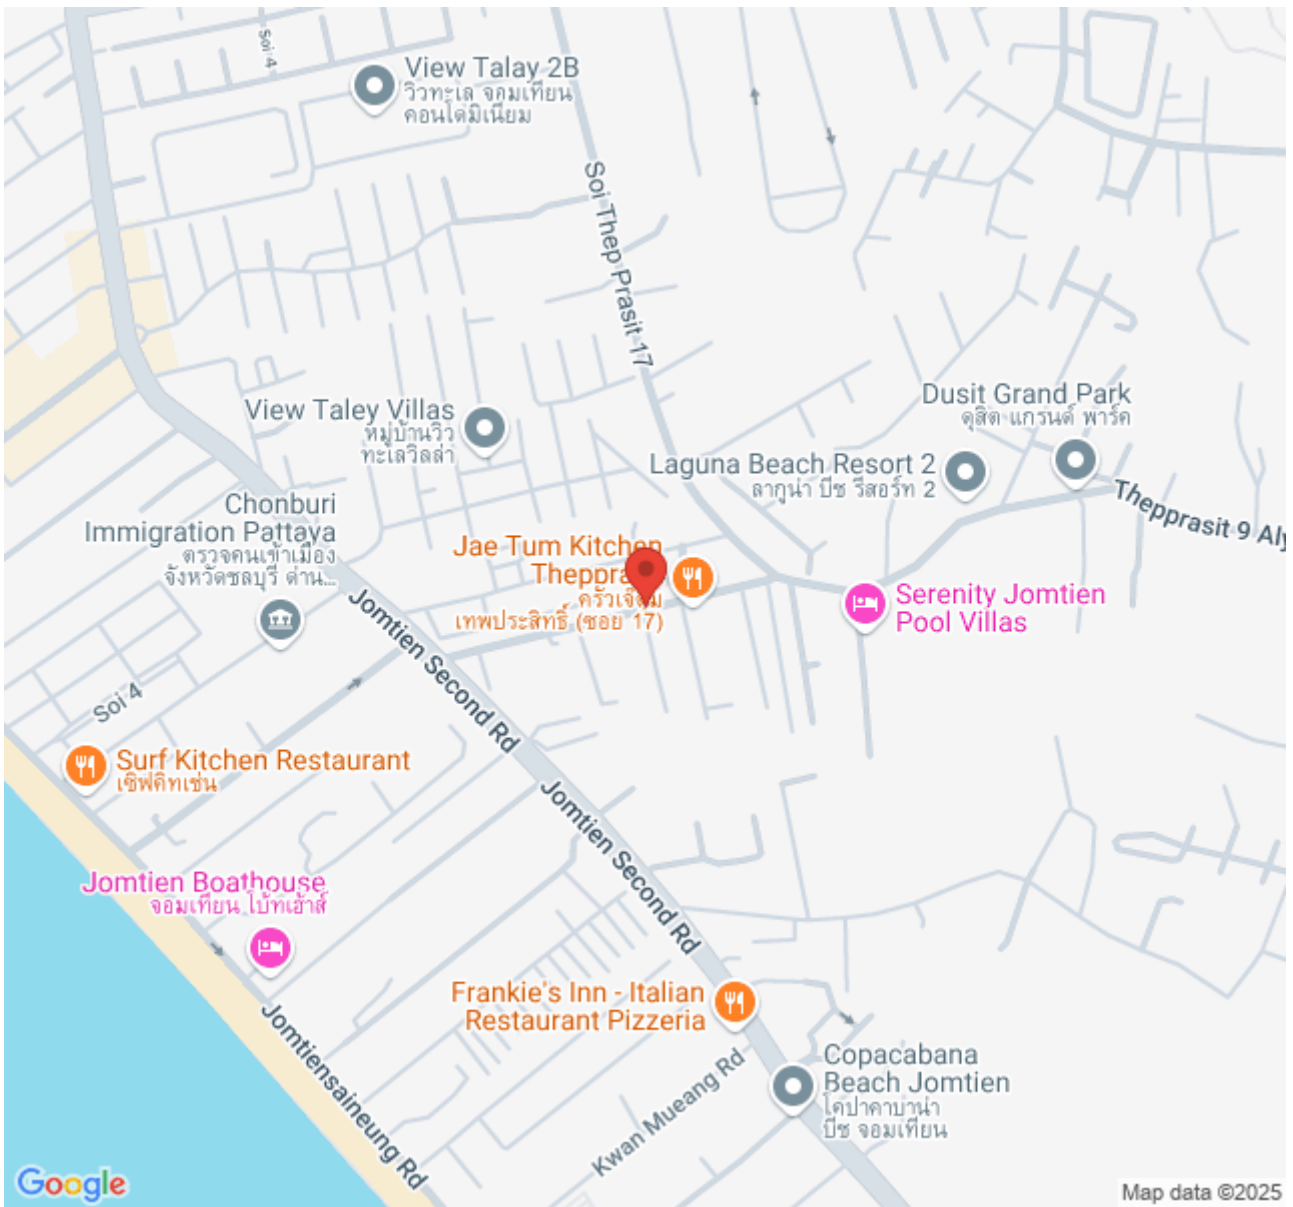 Soi 4
View Talay 2B
วิวทะเล จอมเทียน
คอนโดมิเนียม
Soi Thep Prasit 17
Dusit Grand Park
ดุสิต แกรนด์ พาร์ค
View Taley Villas
หมู่บ้านวิว
ทะเลวิลล่า
Laguna Beach Resort 2
ลากูน่า บีช รีสอร์ท 2
Thepprasit 9 Aly
Chonburi
Immigration Pattaya
ตรวจคนเข้าเมือง
จังหวัดชลบุรี ด่าน...
Jae Tum Kitchen
เทพประสิทธิ์ (ซอย 17)
Serenity Jomtien
Pool Villas
Jomtien Second Rd
Soi 4
Surf Kitchen Restaurant
เซิฟคิทเช่น
Jomtien Second Rd
Jomtien Boathouse
จอมเทียน โบ้ทเฮ้าส์
Frankie's Inn - Italian
Restaurant Pizzeria
Jomtiensaineung Rd
Copacabana
Beach Jomtien
โคปาคาบาน่า
บีช จอมเทียน
Kwan Mueang Rd
Google
Map data ©2025